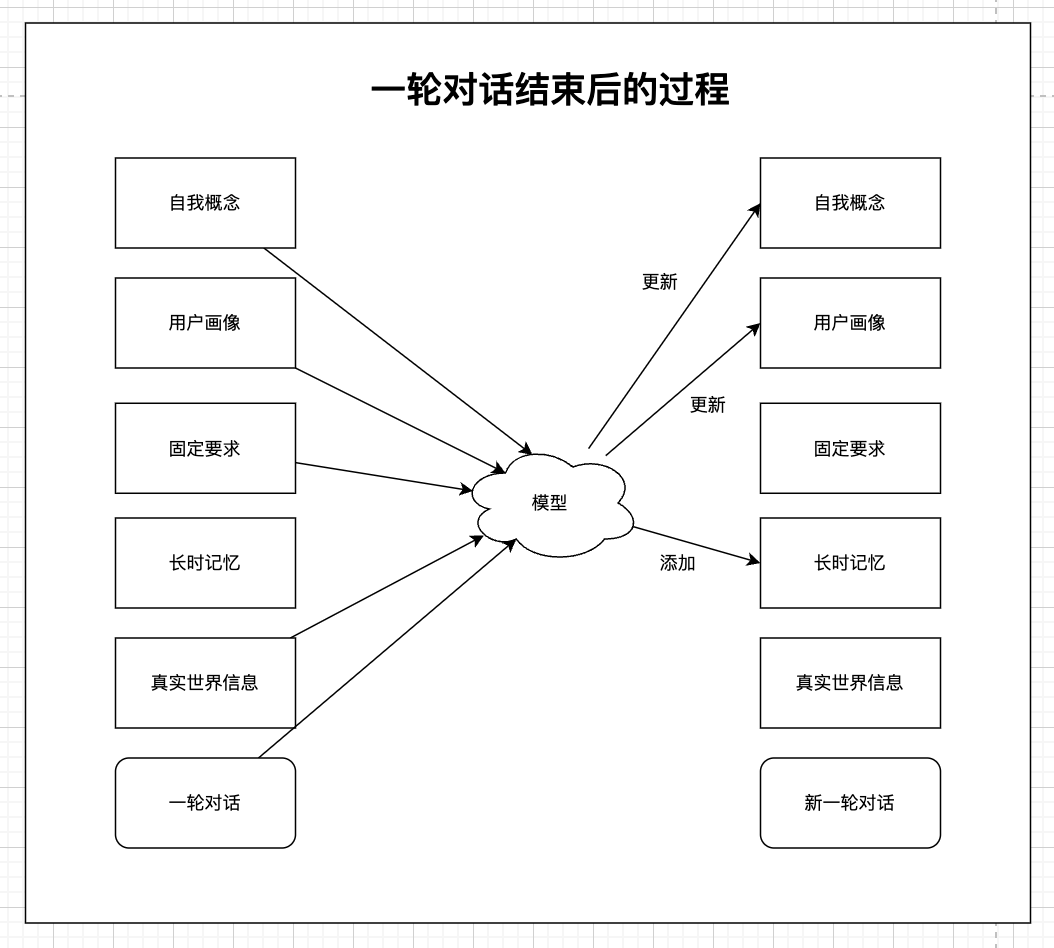 一轮对话结束后的过程
自我概念
用户画像
固定要求
长时记忆
真实世界信息
一轮对话
模型
更新
更新
添加
自我概念
用户画像
固定要求
长时记忆
真实世界信息
新一轮对话